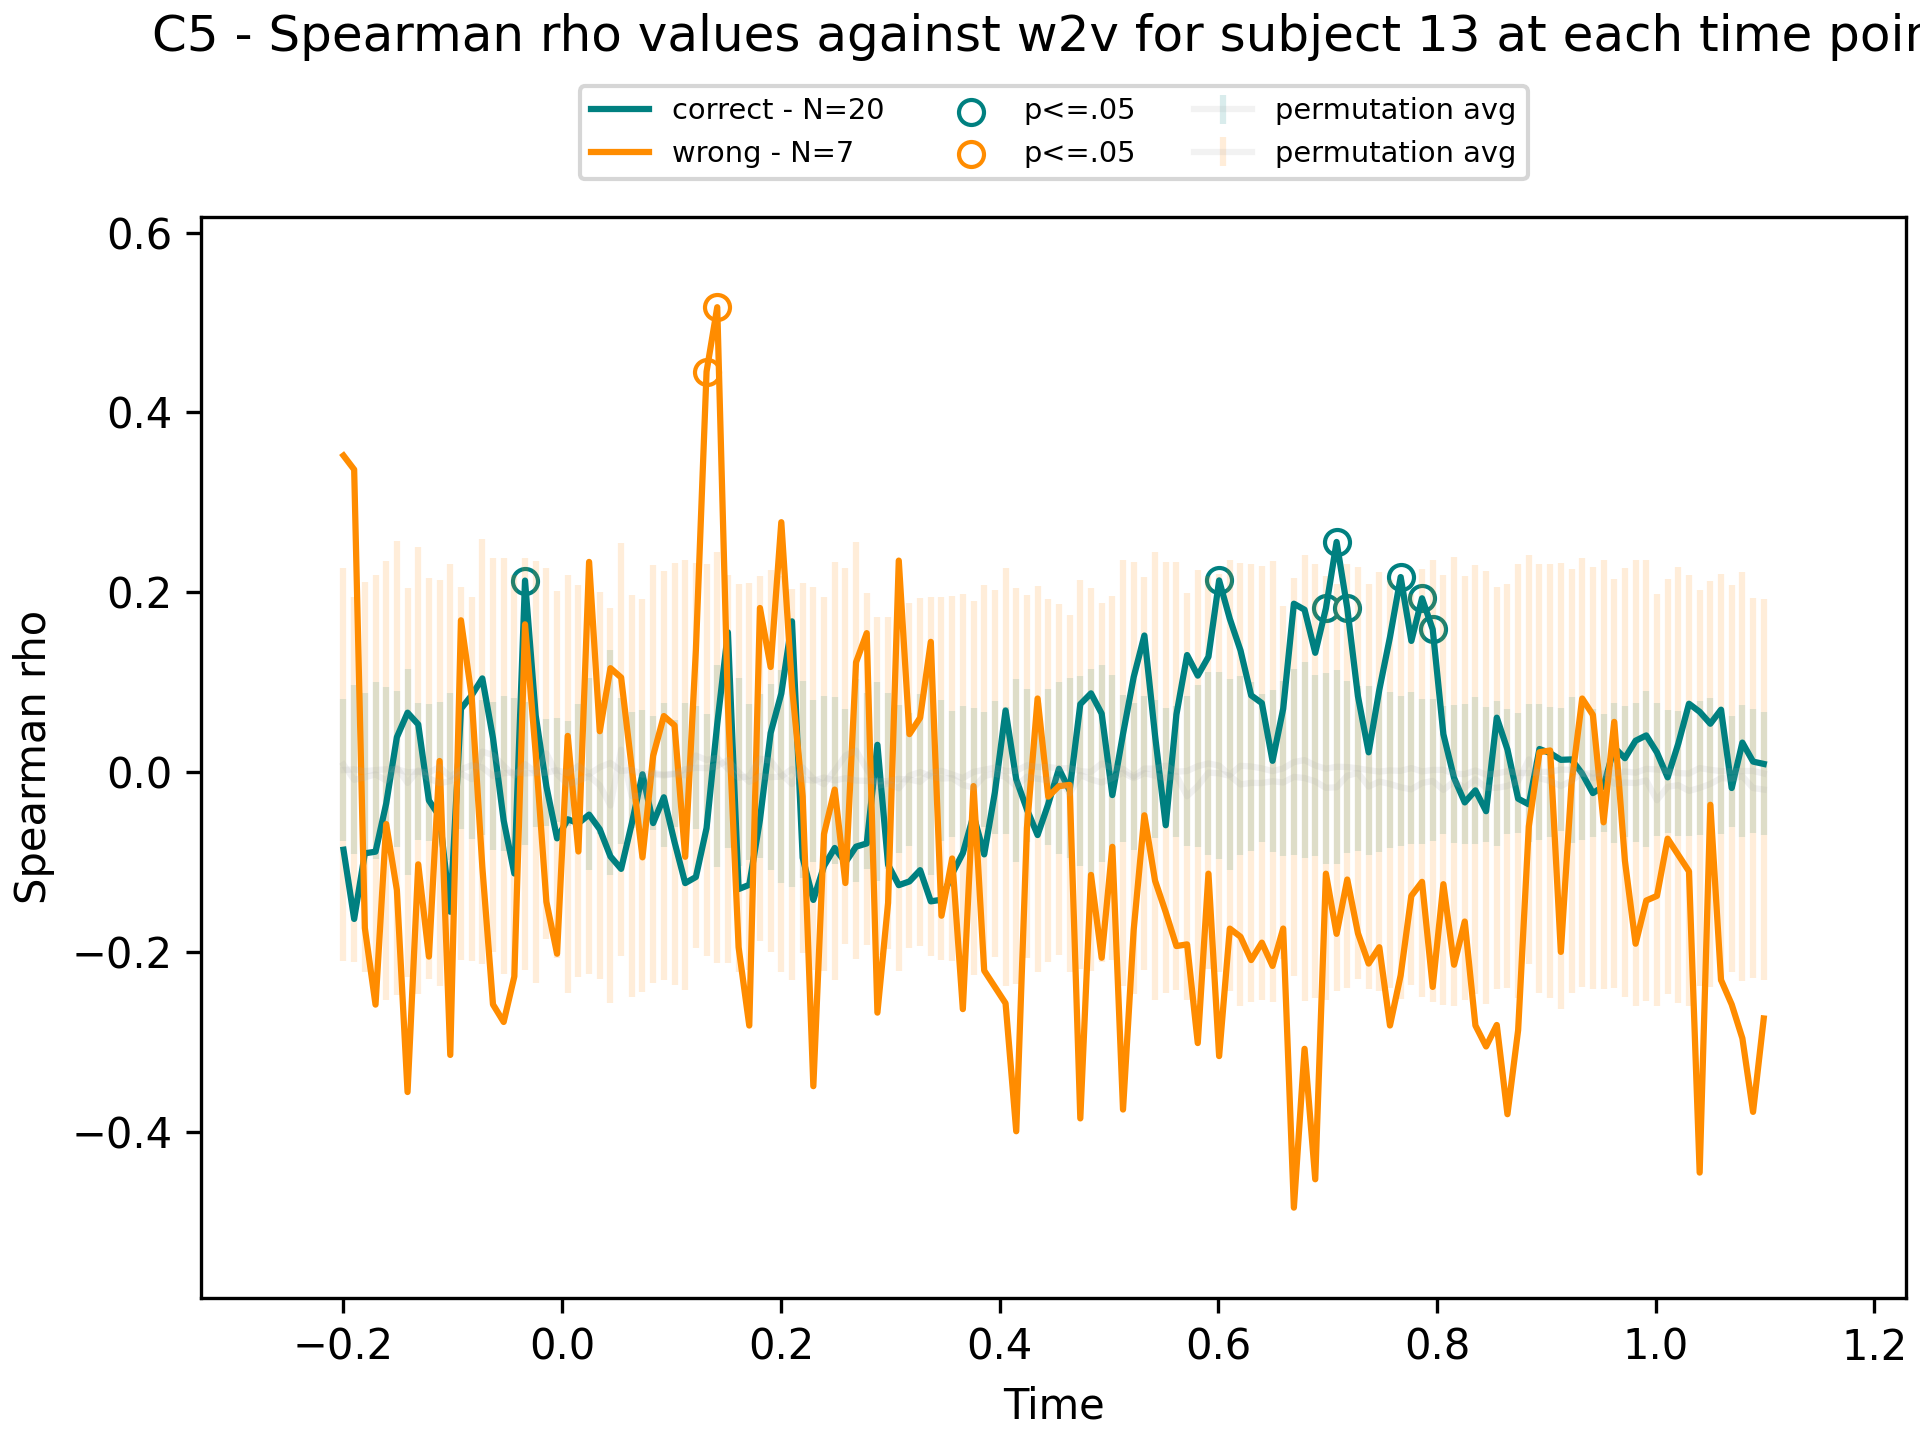 C5 - Spearman rho values against w2v for subject 13 at each time poin
correct - N=20
wrong - N=7
p<=.05
p<=.05
permutation avg
permutation avg
Spearman rho
0.6
0.4
0.2
0.0
−0.2
−0.4
−0.2 0.0 0.2 0.4 0.6 0.8 1.0 1.2
Time